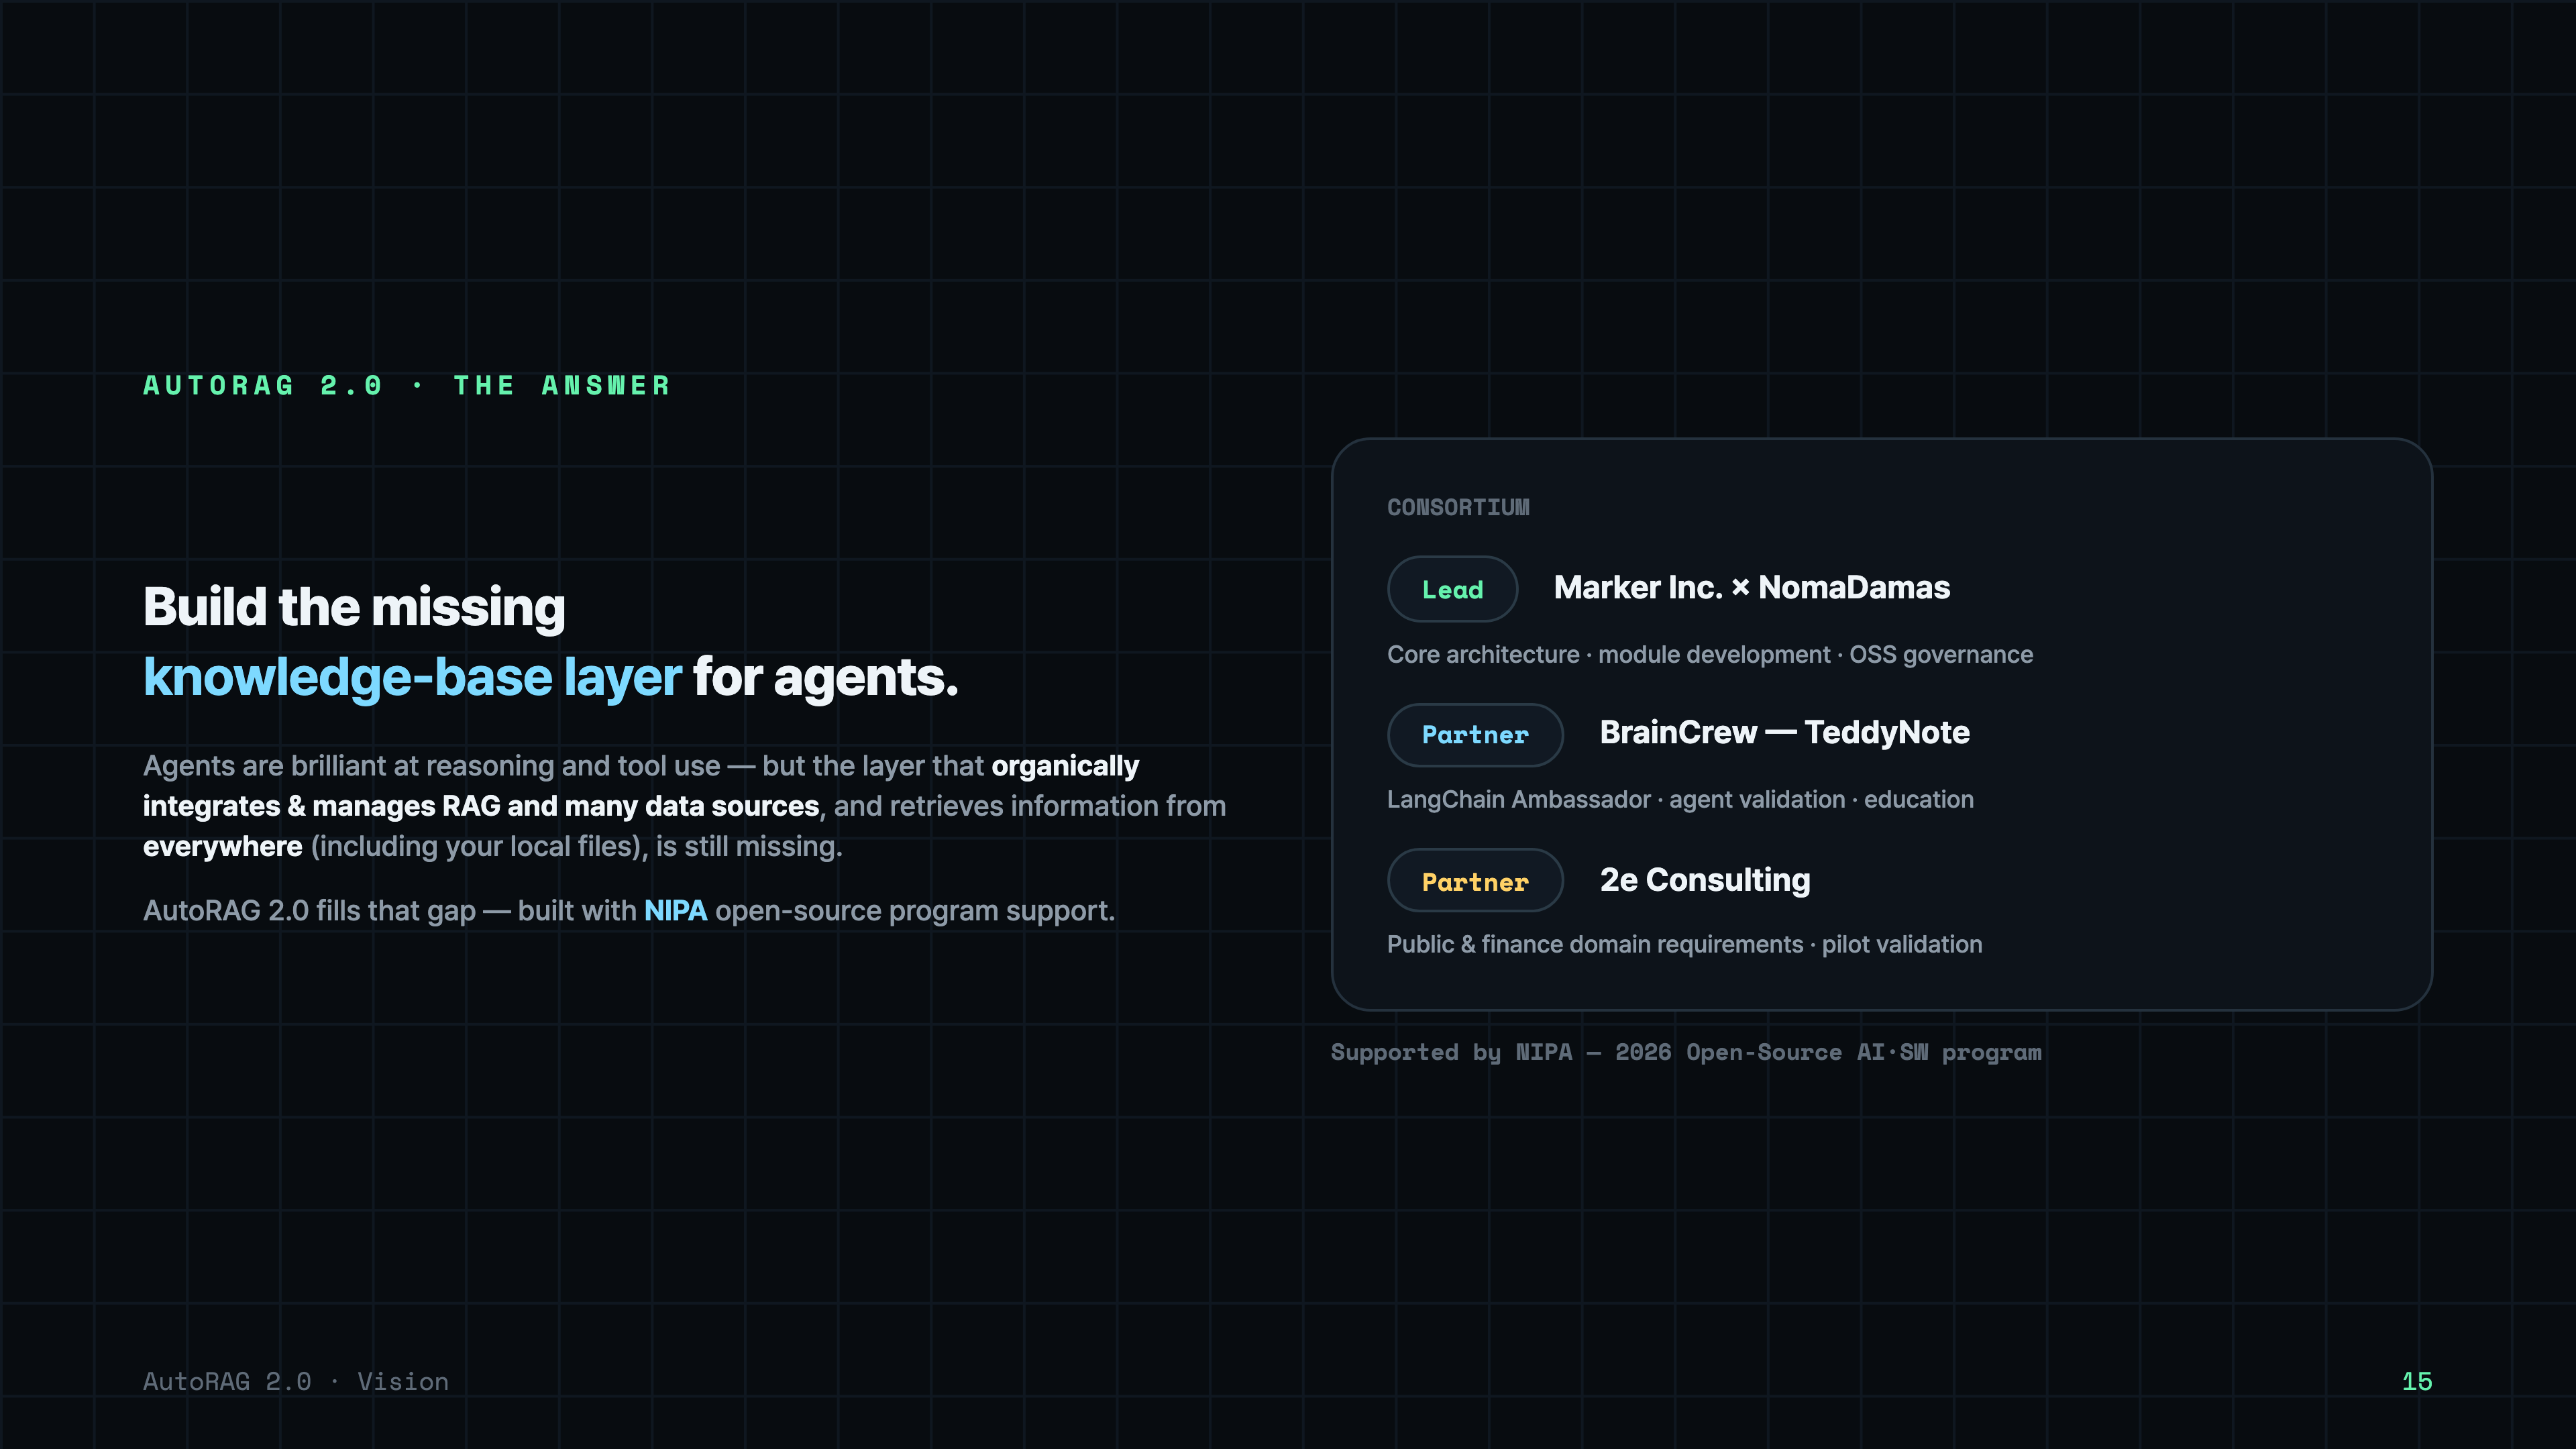 AUTORAG 2.0 · THE ANSWER
Build the missing
knowledge-base layer for agents.
Agents are brilliant at reasoning and tool use — but the layer that organically
integrates & manages RAG and many data sources, and retrieves information from
everywhere (including your local files), is still missing.
AutoRAG 2.0 fills that gap — built with NIPA open-source program support.
CONSORTIUM
Lead Marker Inc. × NomaDamas
Core architecture · module development · OSS governance
Partner BrainCrew — TeddyNote
LangChain Ambassador · agent validation · education
Partner 2e Consulting
Public & finance domain requirements · pilot validation
Supported by NIPA — 2026 Open-Source AI·SW program
AutoRAG 2.0 · Vision
15